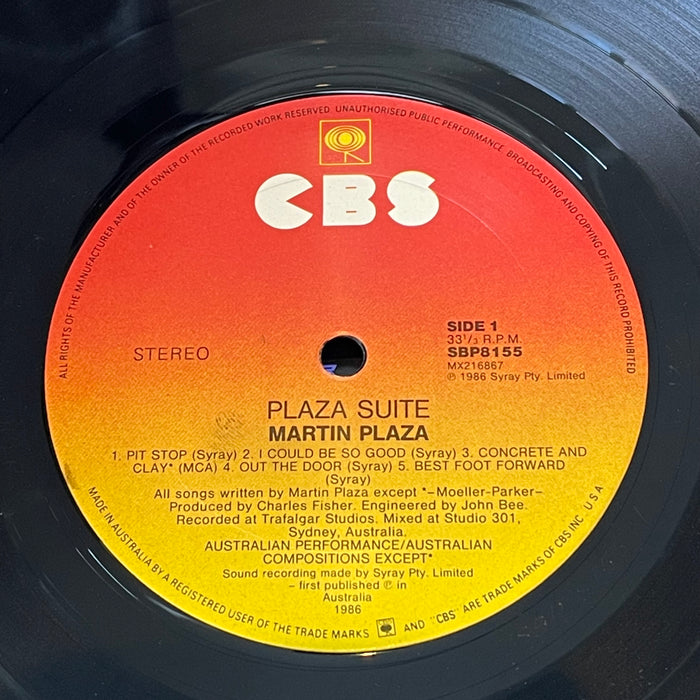 ALL RIGHTS OF THE MANUFACTURER AND OF THE OWNER OF THE RECORDED WORK RESERVED. UNAUTHORISED PUBLIC PERFORMANCE, BROADCASTING AND COPYING OF THIS RECORD PROHIBITED
CBS
STEREO
SIDE 1
33 1/3 R.P.M.
SBP8155
MX216867
℗ 1986 Syray Pty. Limited
PLAZA SUITE
MARTIN PLAZA
1. PIT STOP (Syray) 2. I COULD BE SO GOOD (Syray) 3. CONCRETE AND
CLAY* (MCA) 4. OUT THE DOOR (Syray) 5. BEST FOOT FORWARD
(Syray)
All songs written by Martin Plaza except *–Moeller-Parker–
Produced by Charles Fisher. Engineered by John Bee.
Recorded at Trafalgar Studios. Mixed at Studio 301,
Sydney, Australia.
AUSTRALIAN PERFORMANCE/AUSTRALIAN
COMPOSITIONS EXCEPT*
Sound recording made by Syray Pty. Limited
– first published ℗ in
Australia
1986
MADE IN AUSTRALIA BY A REGISTERED USER OF THE TRADE MARKS AND "CBS" ARE TRADE MARKS OF CBS INC. U.S.A